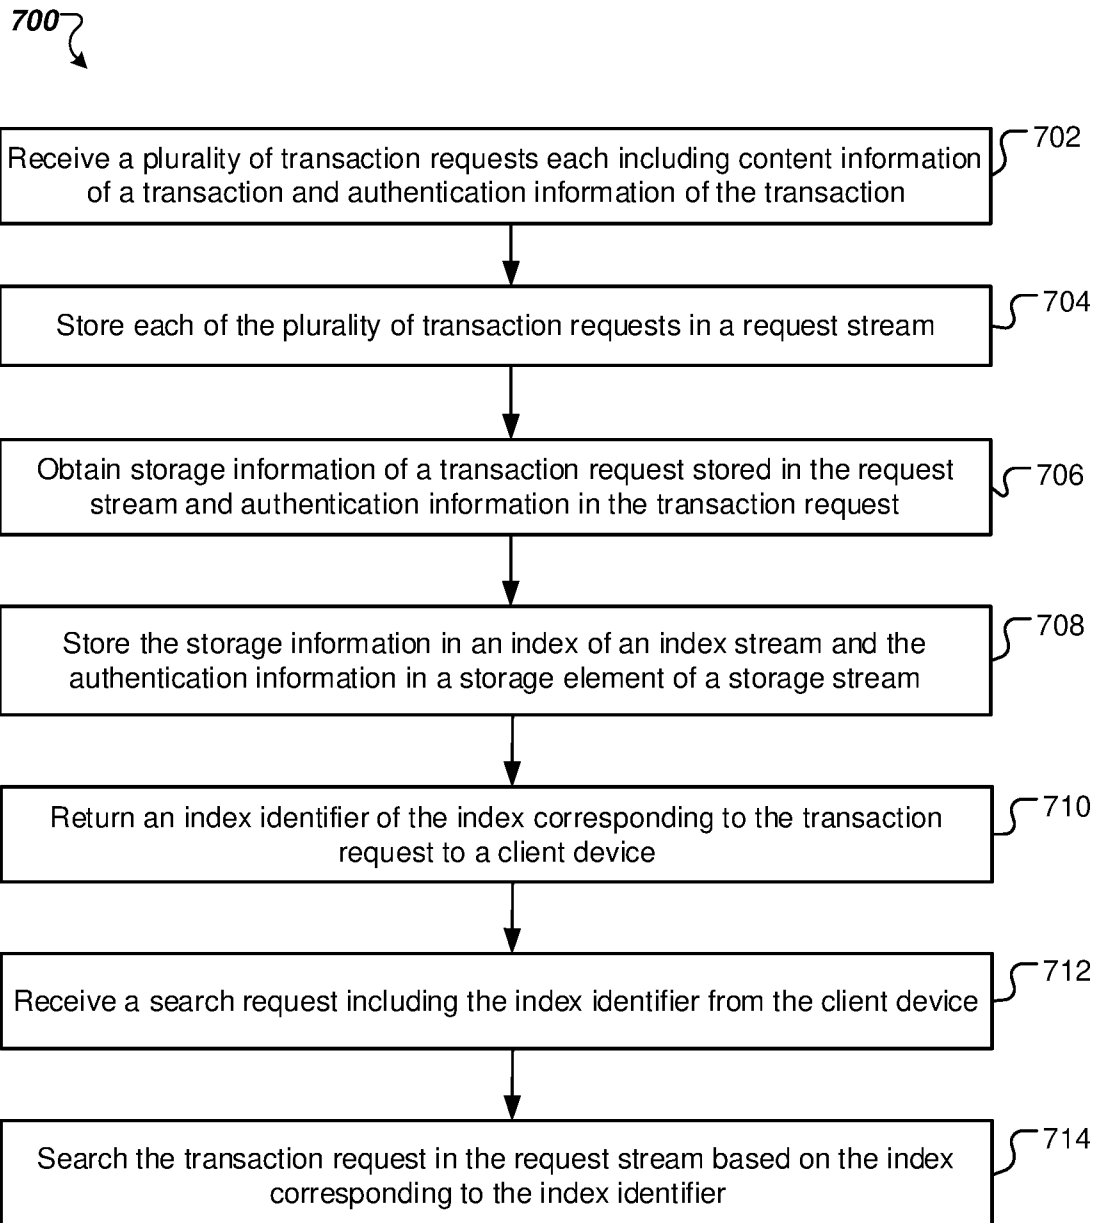 700
702
Receive a plurality of transaction requests each including content information
of a transaction and authentication information of the transaction
704
Store each of the plurality of transaction requests in a request stream
706
Obtain storage information of a transaction request stored in the request
stream and authentication information in the transaction request
708
Store the storage information in an index of an index stream and the
authentication information in a storage element of a storage stream
710
Return an index identifier of the index corresponding to the transaction
request to a client device
712
Receive a search request including the index identifier from the client device
714
Search the transaction request in the request stream based on the index
corresponding to the index identifier